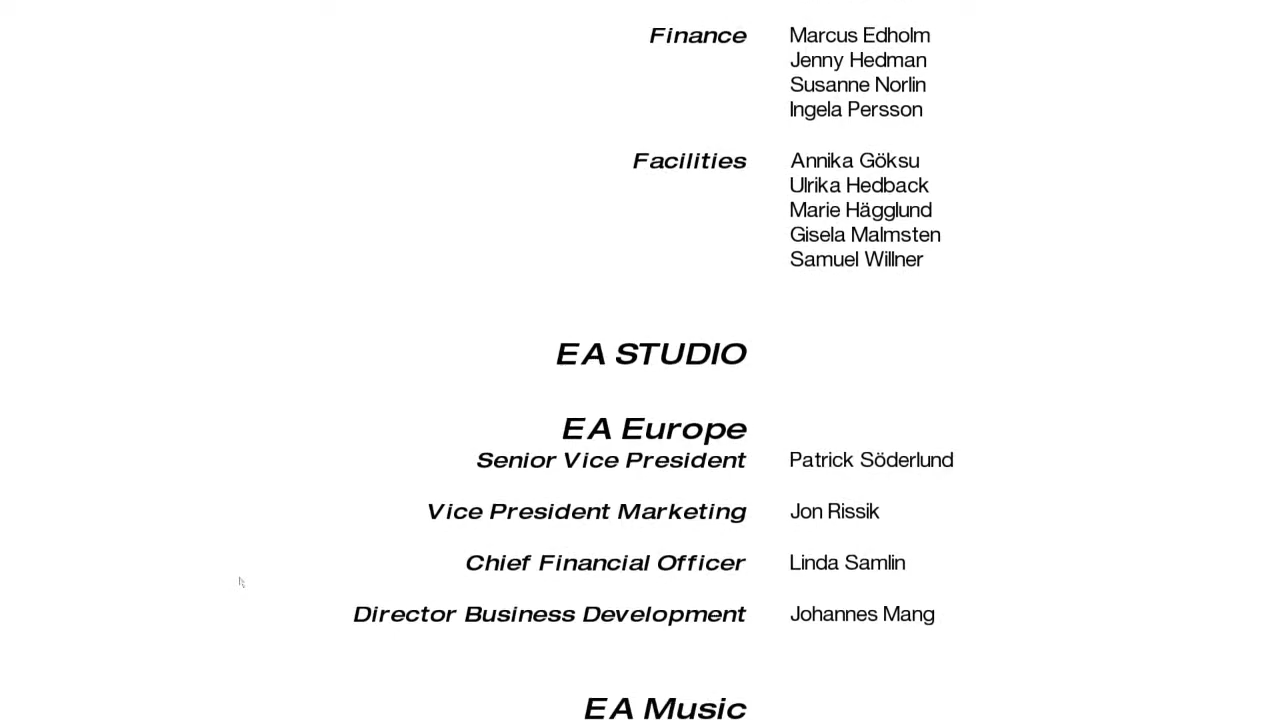 Finance Marcus Edholm
Jenny Hedman
Susanne Norlin
Ingela Persson
Facilities Annika Göksu
Ulrika Hedback
Marie Hägglund
Gisela Malmsten
Samuel Willner
EA STUDIO
EA Europe
Senior Vice President Patrick Söderlund
Vice President Marketing Jon Rissik
Chief Financial Officer Linda Samlin
Director Business Development Johannes Mang
EA Music